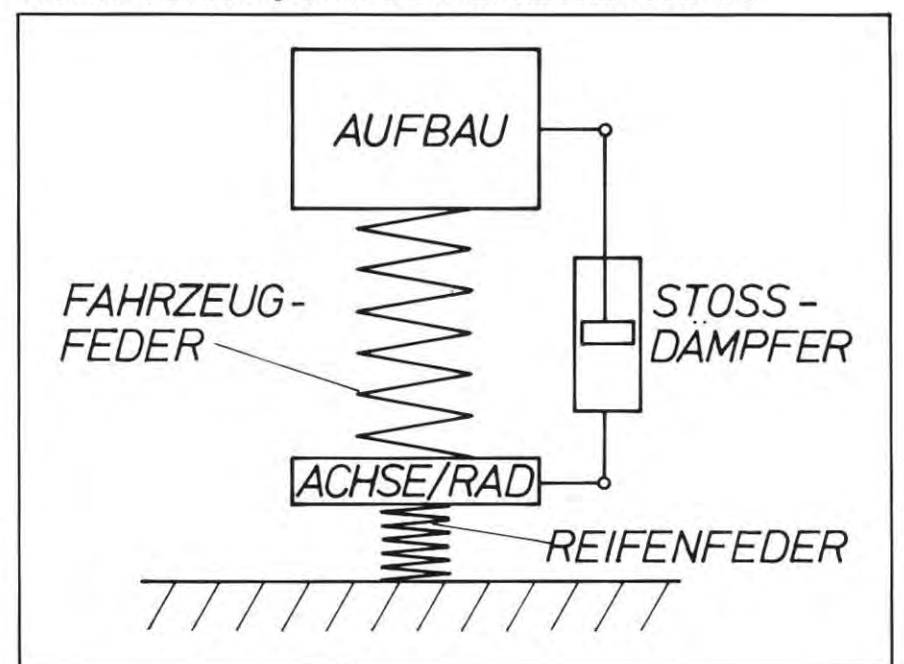 AUFBAU
FAHRZEUG-
FEDER
STOSS-
DÄMPFER
ACHSE/RAD
REIFENFEDER